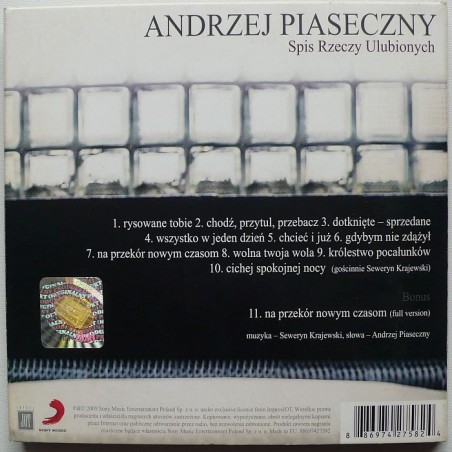 ANDRZEJ PIASECZNY
Spis Rzeczy Ulubionych
1. rysowane tobie 2. chodź, przytul, przebacz 3. dotknięte – sprzedane
4. wszystko w jeden dzień 5. chcieć i już 6. gdybym nie zdążył
7. na przekór nowym czasom 8. wolna twoja wola 9. królestwo pocałunków
10. cichej spokojnej nocy (gościnnie Seweryn Krajewski)
Bonus
11. na przekór nowym czasom (full version)
muzyka – Seweryn Krajewski, słowa – Andrzej Piaseczny
SONY MUSIC
8 86974 27582 4